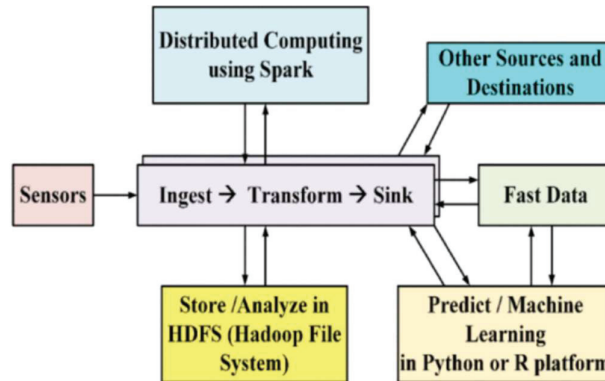 Distributed Computing
using Spark
Other Sources and
Destinations
Sensors
Ingest → Transform → Sink
Fast Data
Store /Analyze in
HDFS (Hadoop File
System)
Predict / Machine
Learning
in Python or R platform